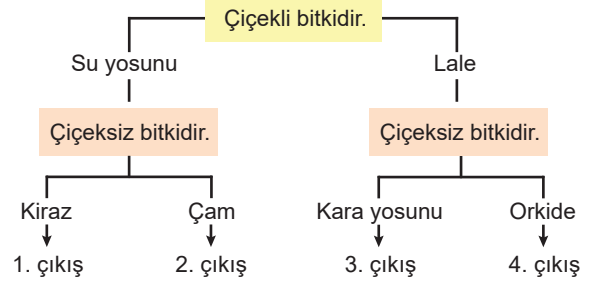 Çiçekli bitkidir.
Su yosunu
Lale
Çiçeksiz bitkidir.
Çiçeksiz bitkidir.
Kiraz
Çam
Kara yosunu
Orkide
1. çıkış
2. çıkış
3. çıkış
4. çıkış